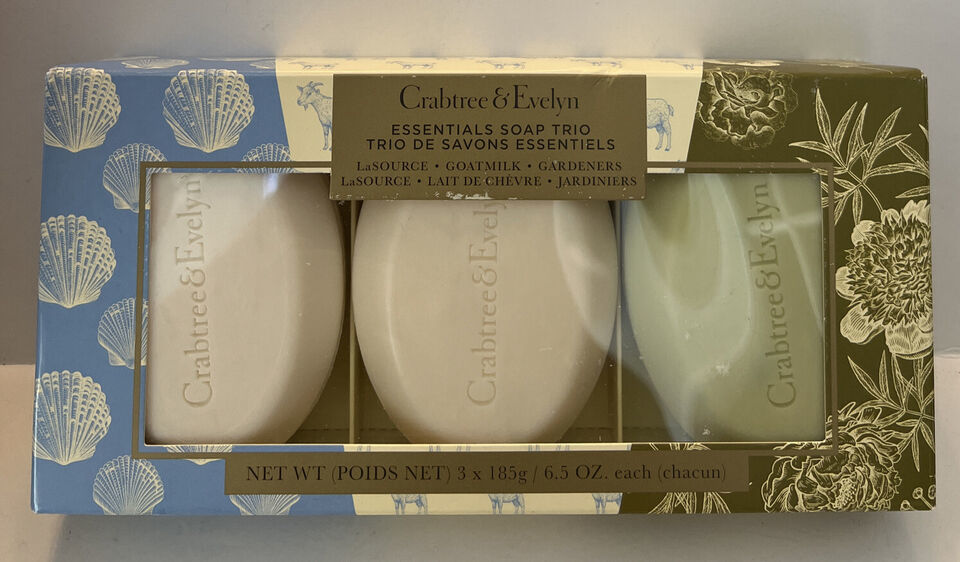 Crabtree & Evelyn
ESSENTIALS SOAP TRIO
TRIO DE SAVONS ESSENTIELS
LaSOURCE • GOATMILK • GARDENERS
LaSOURCE • LAIT DE CHÈVRE • JARDINIERS
Crabtree & Evelyn
Crabtree & Evelyn
Crabtree & Evelyn
NET WT (POIDS NET) 3 x 185g / 6.5 OZ. each (chacun)